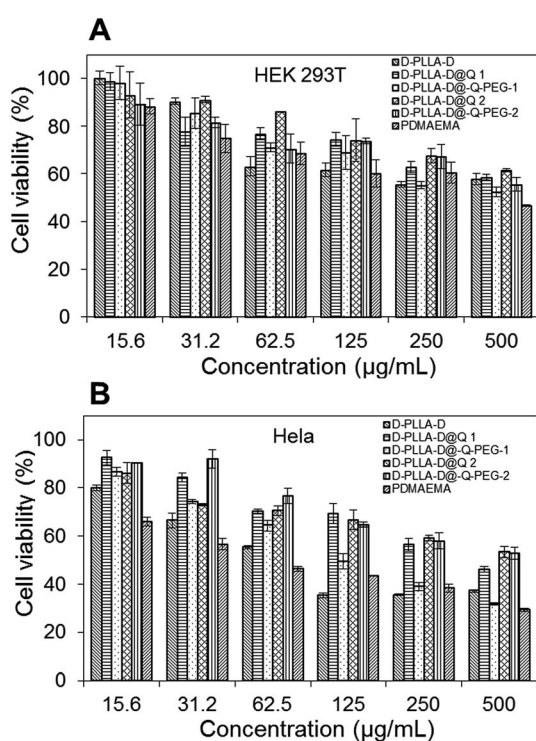 A
HEK 293T
D-PLLA-D
D-PLLA-D@Q 1
D-PLLA-D@-Q-PEG-1
D-PLLA-D@Q 2
D-PLLA-D@-Q-PEG-2
PDMAEMA
Cell viability (%)
100
80
60
40
20
0
15.6 31.2 62.5 125 250 500
Concentration (µg/mL)
B
Hela
D-PLLA-D
D-PLLA-D@Q 1
D-PLLA-D@-Q-PEG-1
D-PLLA-D@Q 2
D-PLLA-D@-Q-PEG-2
PDMAEMA
Cell viability (%)
100
80
60
40
20
0
15.6 31.2 62.5 125 250 500
Concentration (µg/mL)